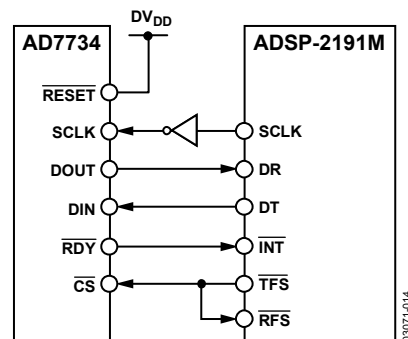 DVDD
AD7734
ADSP-2191M
RESET
SCLK
SCLK
DOUT
DR
DIN
DT
RDY
INT
CS
TFS
RFS
03071-014